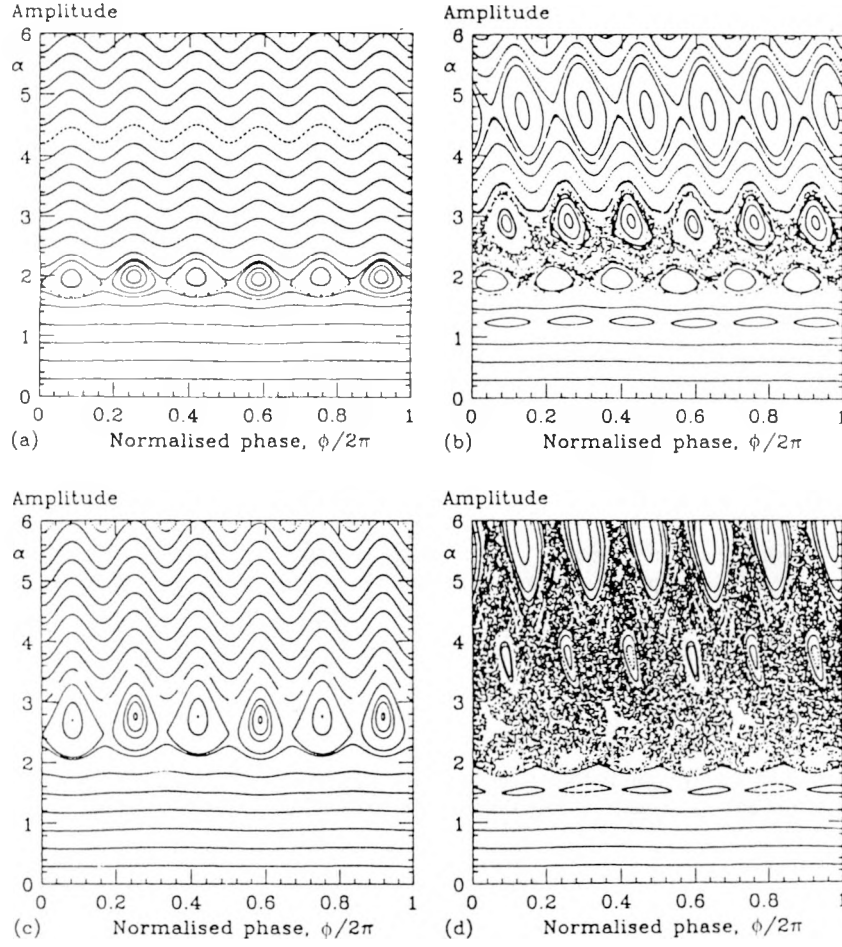 Amplitude
6
α
5
4
3
2
1
0
0 0.2 0.4 0.6 0.8 1
(a) Normalised phase, ϕ/2π
Amplitude
6
α
5
4
3
2
1
0
0 0.2 0.4 0.6 0.8 1
(b) Normalised phase, ϕ/2π
Amplitude
6
α
5
4
3
2
1
0
0 0.2 0.4 0.6 0.8 1
(c) Normalised phase, ϕ/2π
Amplitude
6
α
5
4
3
2
1
0
0 0.2 0.4 0.6 0.8 1
(d) Normalised phase, ϕ/2π